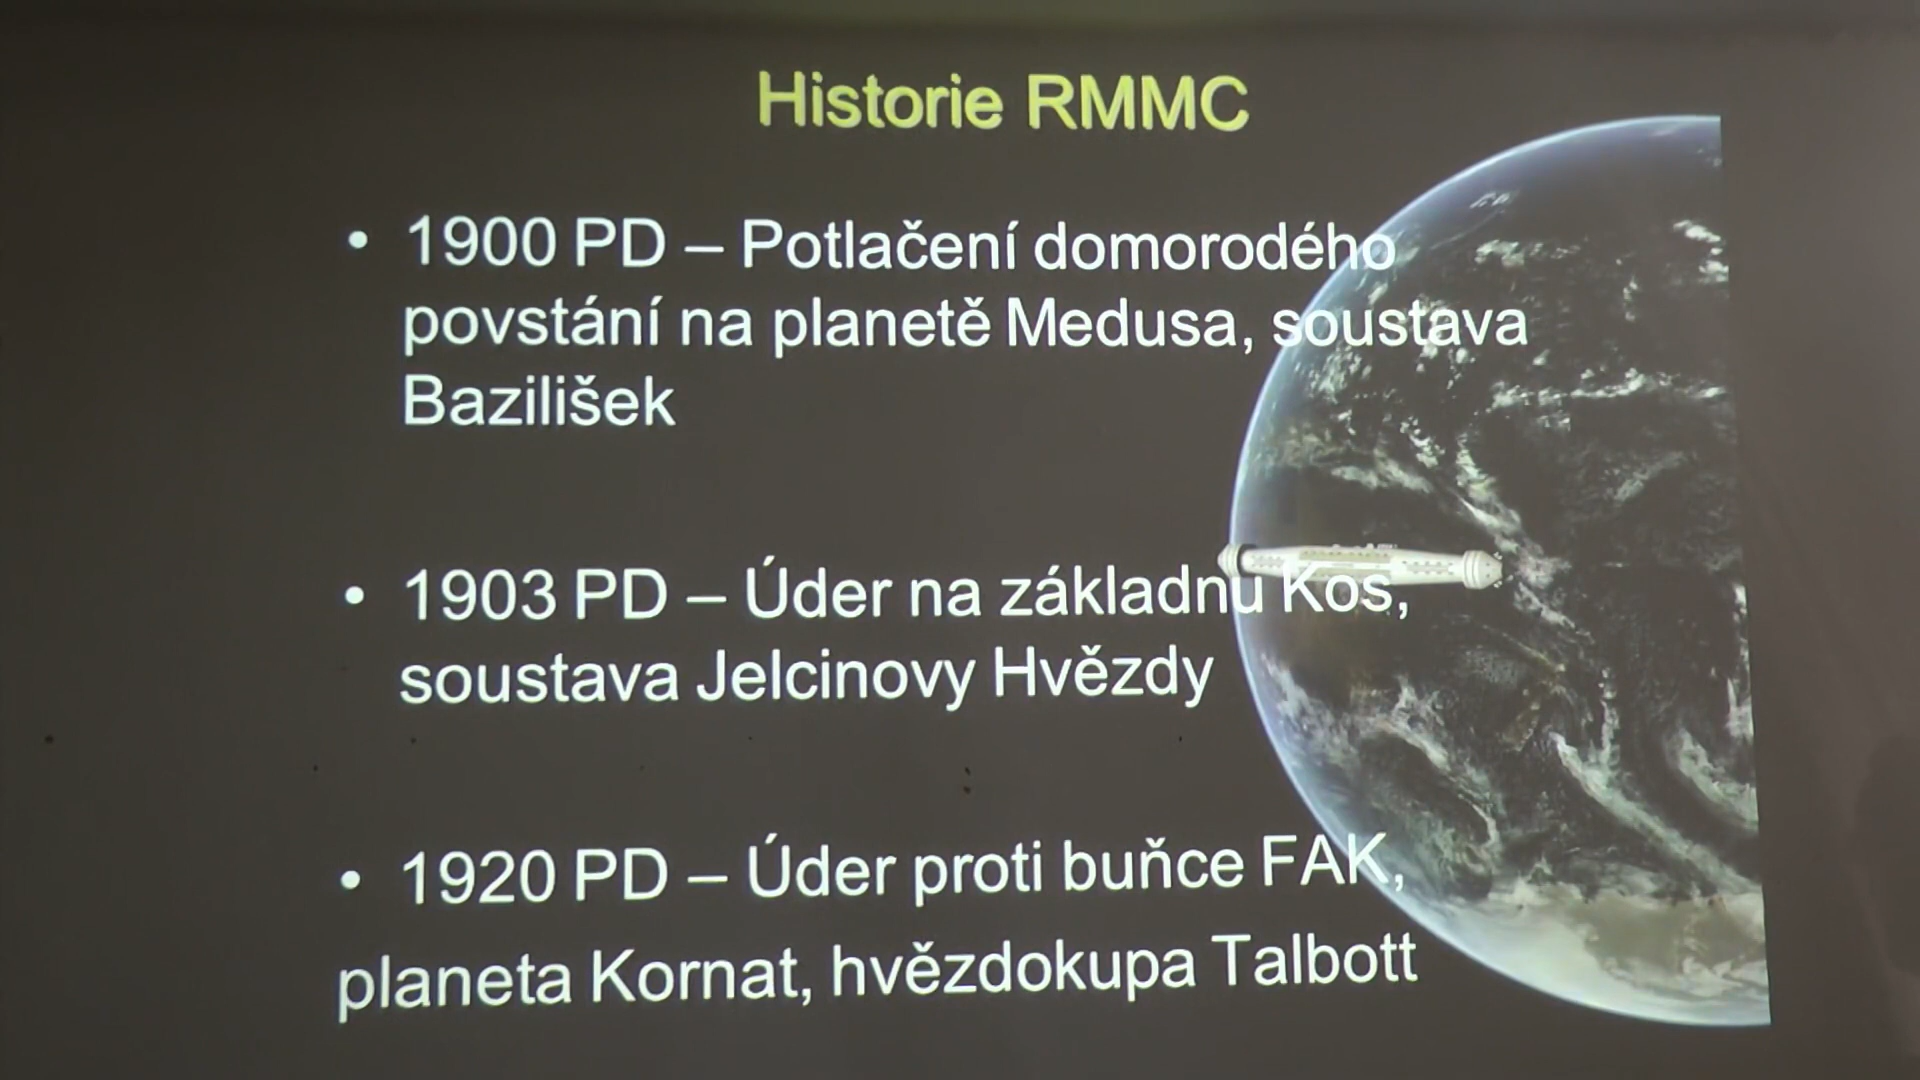 Historie RMMC
• 1900 PD – Potlačení domorodého
povstání na planetě Medusa, soustava
Bazilišek
• 1903 PD – Úder na základnu Kos,
soustava Jelcinovy Hvězdy
• 1920 PD – Úder proti buňce FAK,
planeta Kornat, hvězdokupa Talbott